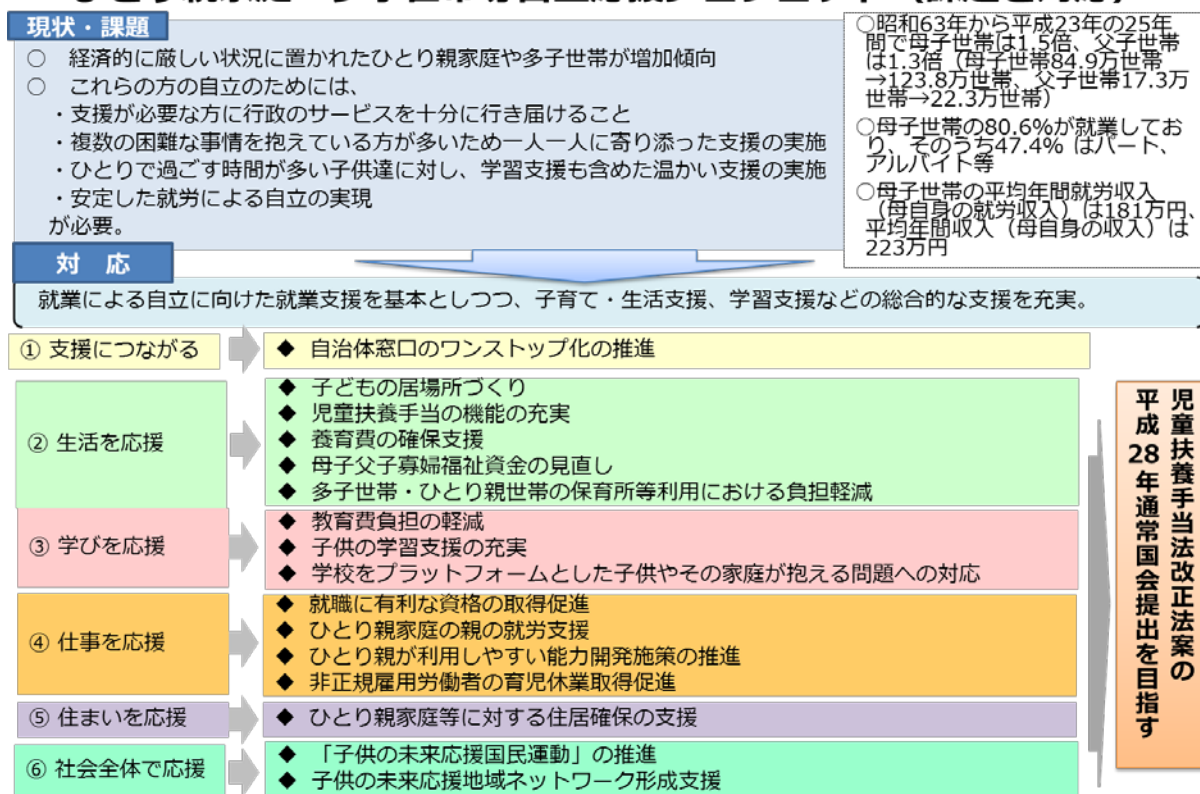 現状・課題
○ 経済的に厳しい状況に置かれたひとり親家庭や多子世帯が増加傾向
○ これらの方の自立のためには、
・支援が必要な方に行政のサービスを十分に行き届けること
・複数の困難な事情を抱えている方が多いため一人一人に寄り添った支援の実施
・ひとりで過ごす時間が多い子供達に対し、学習支援も含めた温かい支援の実施
・安定した就労による自立の実現
が必要。
○昭和63年から平成23年の25年
間で母子世帯は1.5倍、父子世帯
は1.3倍（母子世帯84.9万世帯
→123.8万世帯、父子世帯17.3万
世帯→22.3万世帯）
○母子世帯の80.6%が就業してお
り、そのうち47.4% はパート、
アルバイト等
○母子世帯の平均年間就労収入
（母自身の就労収入）は181万円、
平均年間収入（母自身の収入）は
223万円
対 応
就業による自立に向けた就業支援を基本としつつ、子育て・生活支援、学習支援などの総合的な支援を充実。
① 支援につながる
◆ 自治体窓口のワンストップ化の推進
② 生活を応援
◆ 子どもの居場所づくり
◆ 児童扶養手当の機能の充実
◆ 養育費の確保支援
◆ 母子父子寡婦福祉資金の見直し
◆ 多子世帯・ひとり親世帯の保育所等利用における負担軽減
③ 学びを応援
◆ 教育費負担の軽減
◆ 子供の学習支援の充実
◆ 学校をプラットフォームとした子供やその家庭が抱える問題への対応
④ 仕事を応援
◆ 就職に有利な資格の取得促進
◆ ひとり親家庭の親の就労支援
◆ ひとり親が利用しやすい能力開発施策の推進
◆ 非正規雇用労働者の育児休業取得促進
⑤ 住まいを応援
◆ ひとり親家庭等に対する住居確保の支援
⑥ 社会全体で応援
◆ 「子供の未来応援国民運動」の推進
◆ 子供の未来応援地域ネットワーク形成支援
児童扶養手当法改正法案の
平成28年通常国会提出を目指す